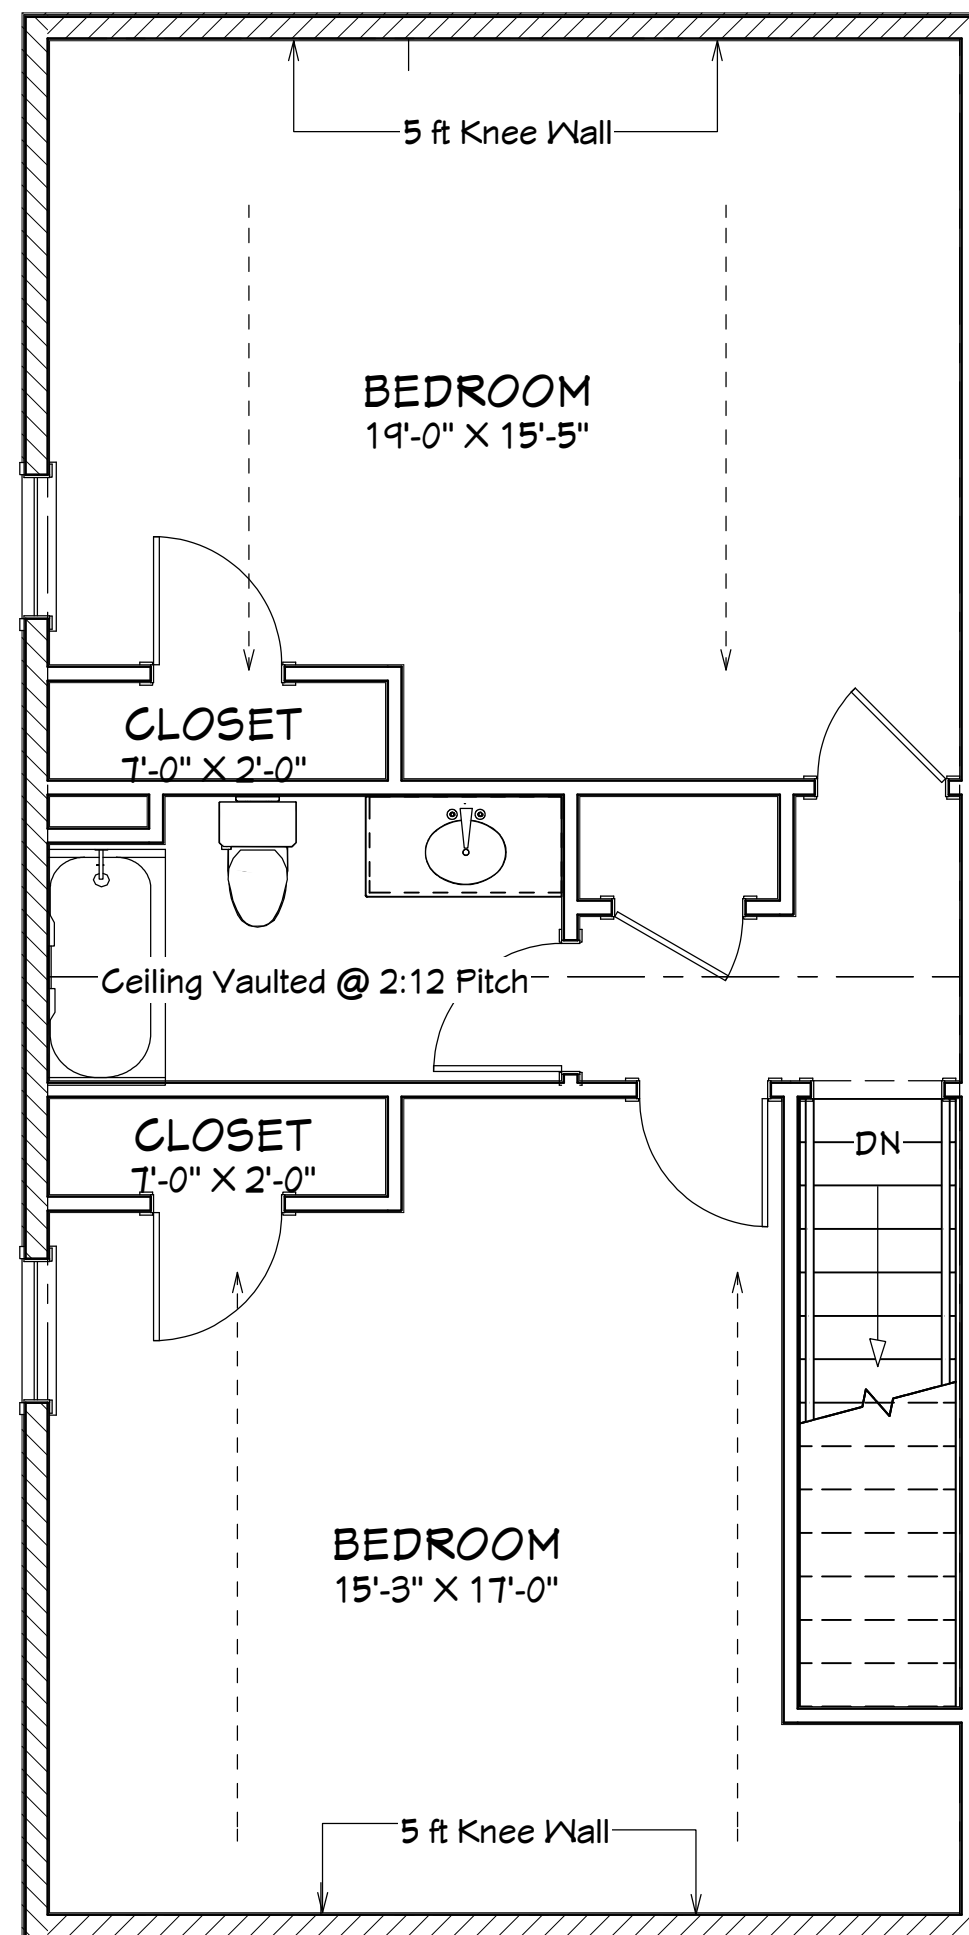 5 ft Knee Wall
BEDROOM
19'-0" X 15'-5"
CLOSET
7'-0" X 2'-0"
Ceiling Vaulted @ 2:12 Pitch
CLOSET
7'-0" X 2'-0"
DN
BEDROOM
15'-3" X 17'-0"
5 ft Knee Wall